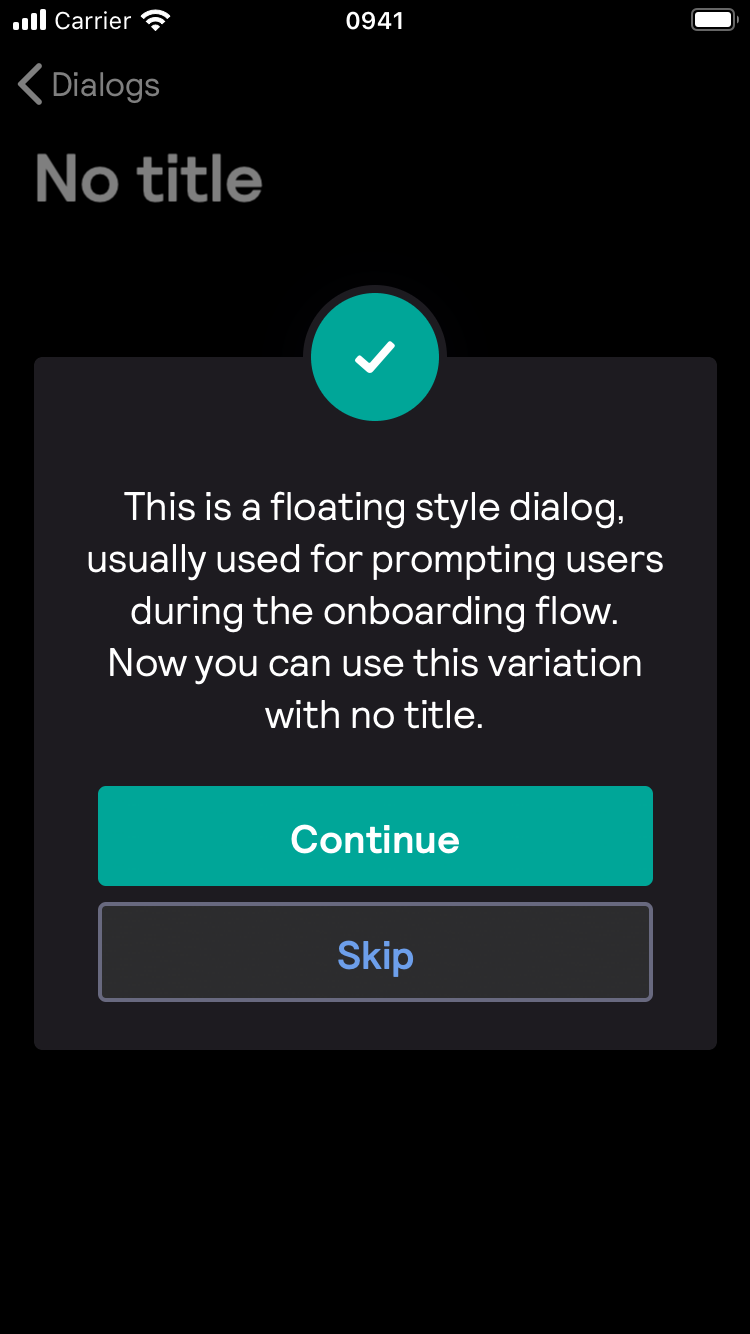 Carrier 0941
Dialogs
No title
This is a floating style dialog,
usually used for prompting users
during the onboarding flow.
Now you can use this variation
with no title.
Continue
Skip